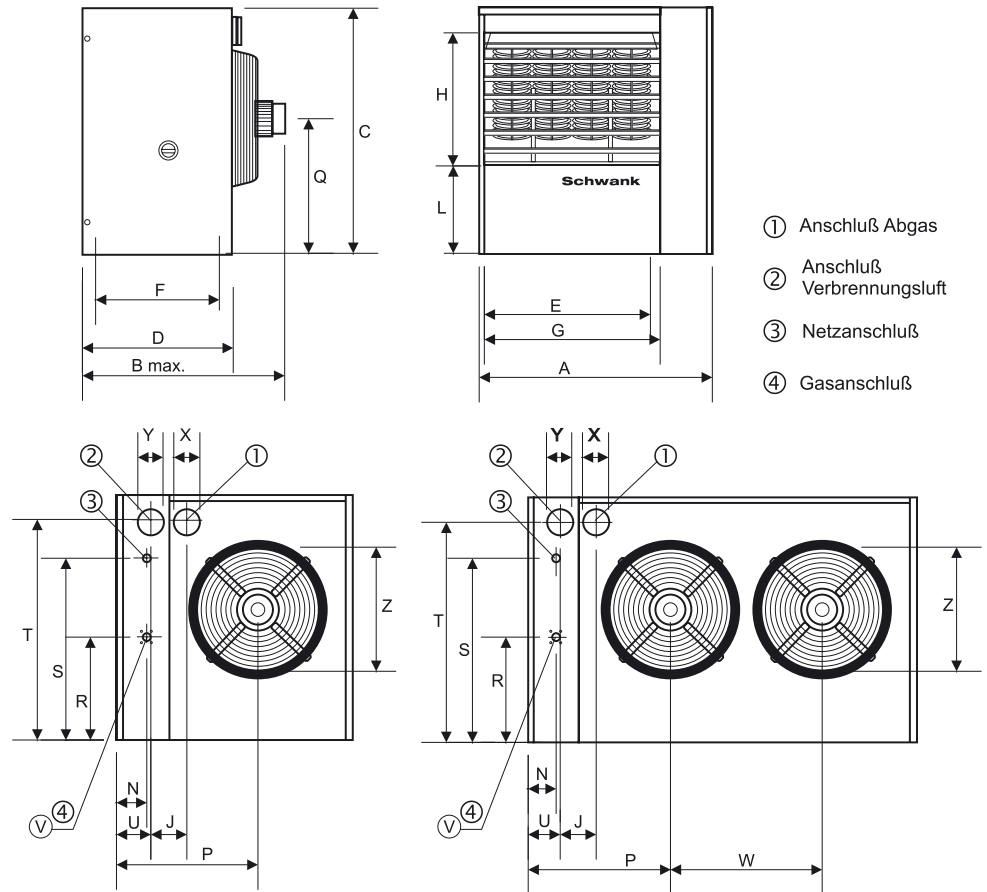 H
C
Q
L
Schwank
F
E
D
G
B max.
A
① Anschluß Abgas
② Anschluß
Verbrennungsluft
③ Netzanschluß
④ Gasanschluß
Y X
② ①
③
Z
T
S
R
N
④
V
U J
P
Y X
② ①
③
Z
T
S
R
N
④
V
U J
P W